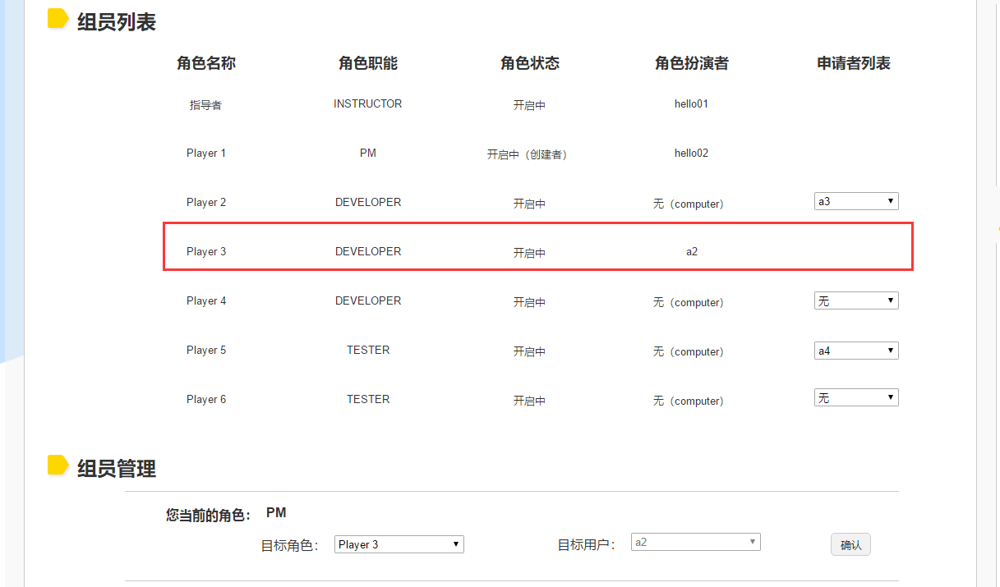 组员列表
角色名称 角色职能 角色状态 角色扮演者 申请者列表
指导者 INSTRUCTOR 开启中 hello01
Player 1 PM 开启中（创建者） hello02
Player 2 DEVELOPER 开启中 无（computer） a3
Player 3 DEVELOPER 开启中 a2
Player 4 DEVELOPER 开启中 无（computer） 无
Player 5 TESTER 开启中 无（computer） a4
Player 6 TESTER 开启中 无（computer） 无
组员管理
您当前的角色： PM
目标角色： Player 3 目标用户： a2 确认